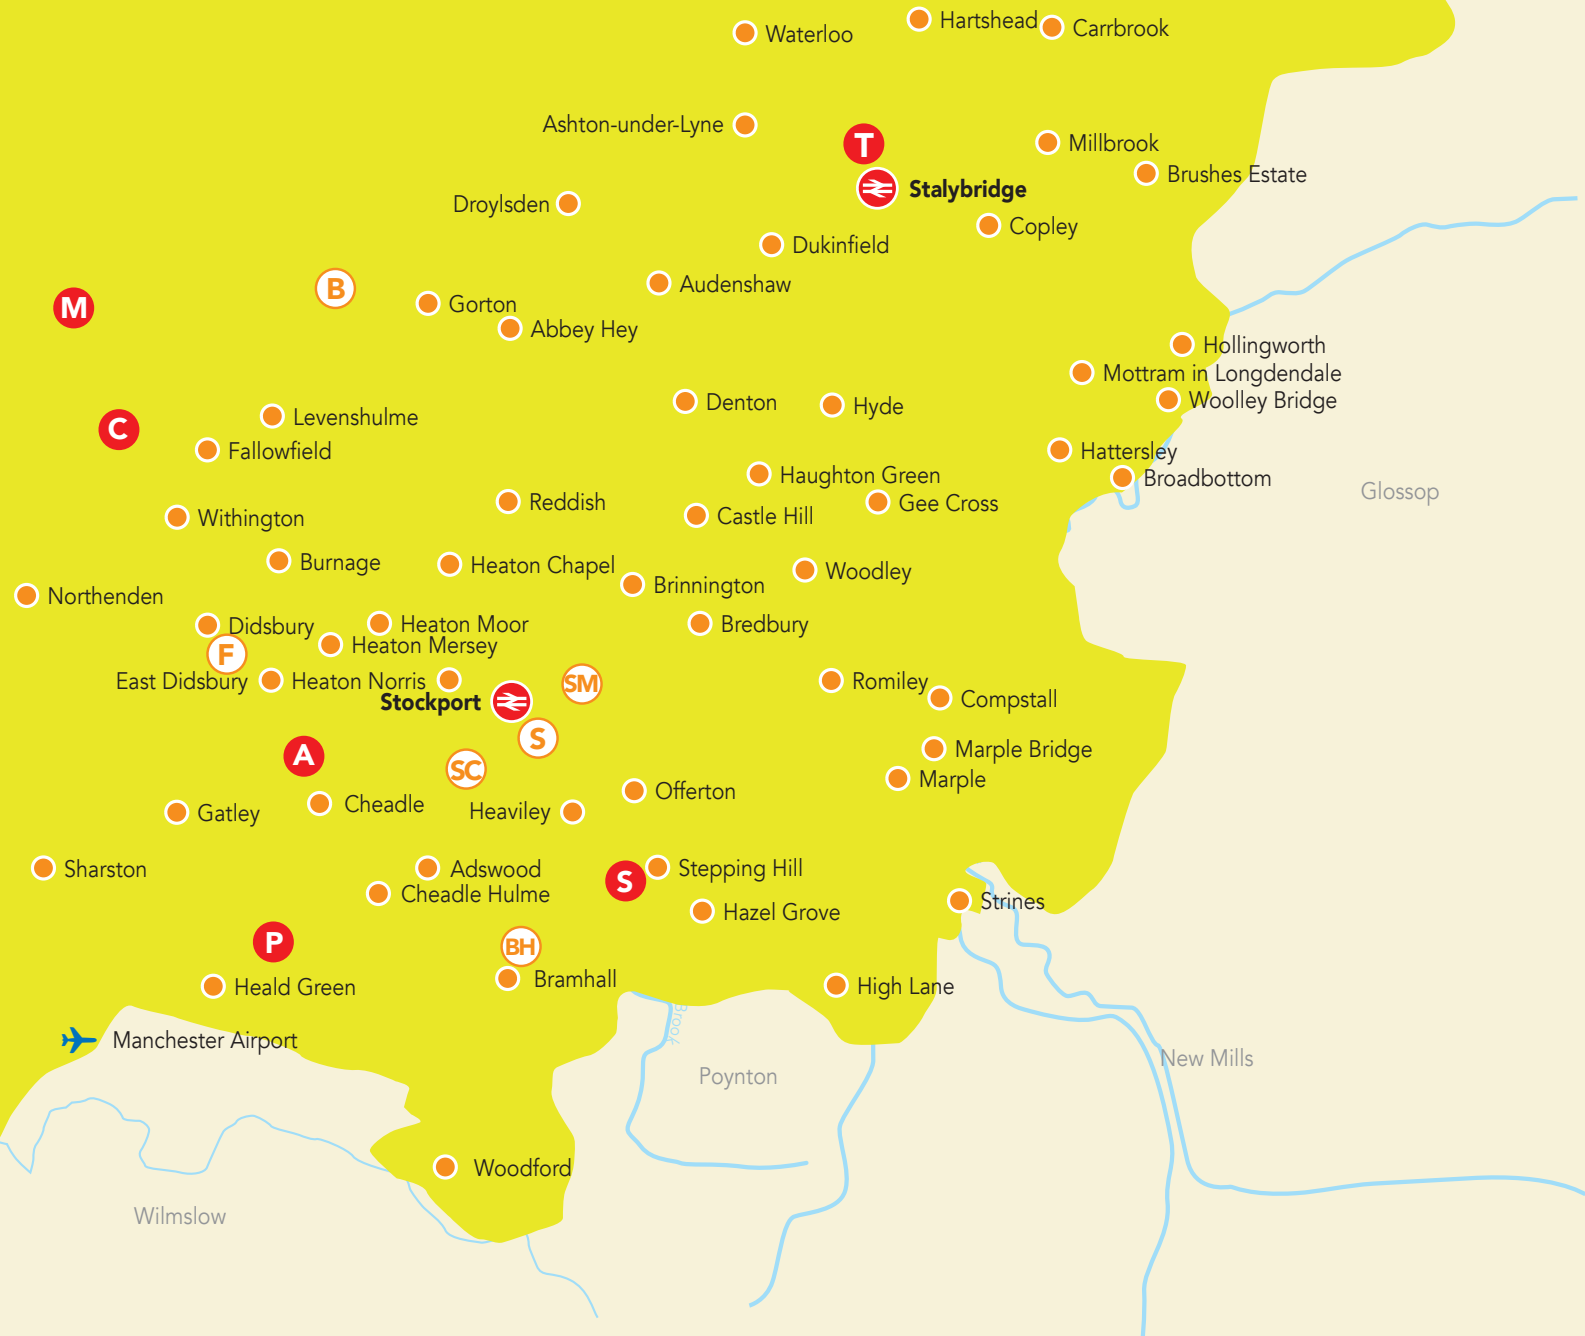 Hartshead
Carrbrook
Waterloo
Ashton-under-Lyne
T
Millbrook
Brushes Estate
Stalybridge
Droylsden
Copley
Dukinfield
Audenshaw
B
M
Gorton
Abbey Hey
Hollingworth
Mottram in Longdendale
Woolley Bridge
Denton
Hyde
Levenshulme
C
Fallowfield
Hattersley
Haughton Green
Broadbottom
Glossop
Reddish
Gee Cross
Castle Hill
Withington
Burnage
Heaton Chapel
Woodley
Brinnington
Northenden
Didsbury
Heaton Moor
Bredbury
Heaton Mersey
F
East Didsbury
Heaton Norris
SM
Romiley
Stockport
Compstall
S
Marple Bridge
A
SC
Marple
Offerton
Cheadle
Gatley
Heaviley
Sharston
Adswood
S
Stepping Hill
Cheadle Hulme
Strines
Hazel Grove
P
BH
Bramhall
Heald Green
High Lane
Brook
Manchester Airport
New Mills
Poynton
Woodford
Wilmslow